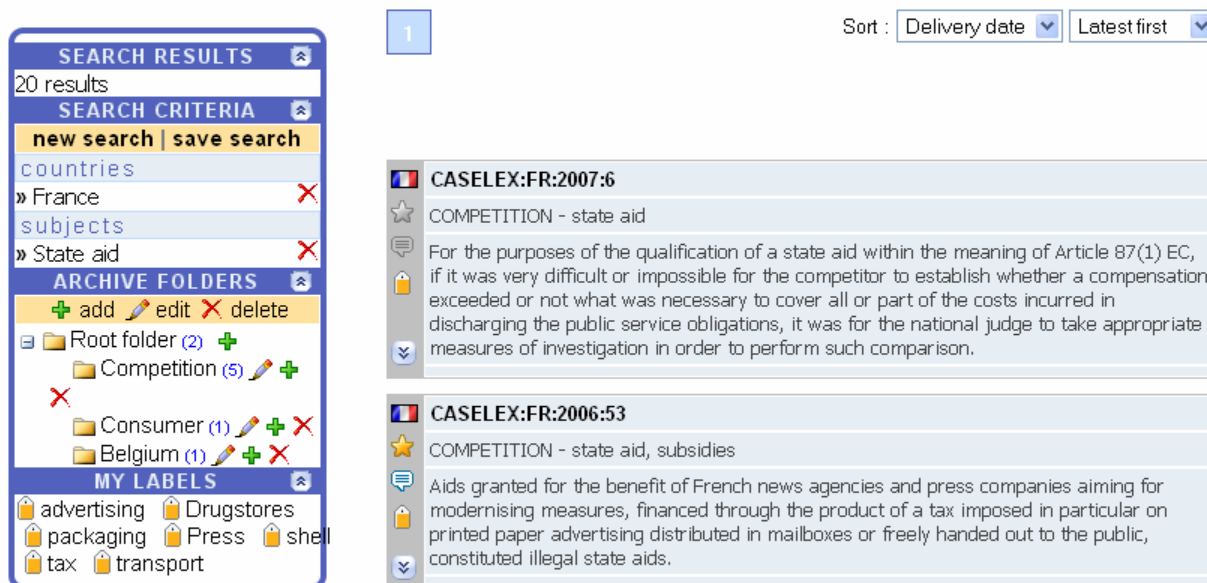 SEARCH RESULTS
20 results
SEARCH CRITERIA
new search | save search
countries
» France
subjects
» State aid
ARCHIVE FOLDERS
add edit delete
Root folder (2)
Competition (5)
Consumer (1)
Belgium (1)
MY LABELS
advertising Drugstores
packaging Press shell
tax transport
1
Sort : Delivery date Latest first
CASELEX:FR:2007:6
COMPETITION - state aid
For the purposes of the qualification of a state aid within the meaning of Article 87(1) EC,
if it was very difficult or impossible for the competitor to establish whether a compensation
exceeded or not what was necessary to cover all or part of the costs incurred in
discharging the public service obligations, it was for the national judge to take appropriate
measures of investigation in order to perform such comparison.
CASELEX:FR:2006:53
COMPETITION - state aid, subsidies
Aids granted for the benefit of French news agencies and press companies aiming for
modernising measures, financed through the product of a tax imposed in particular on
printed paper advertising distributed in mailboxes or freely handed out to the public,
constituted illegal state aids.